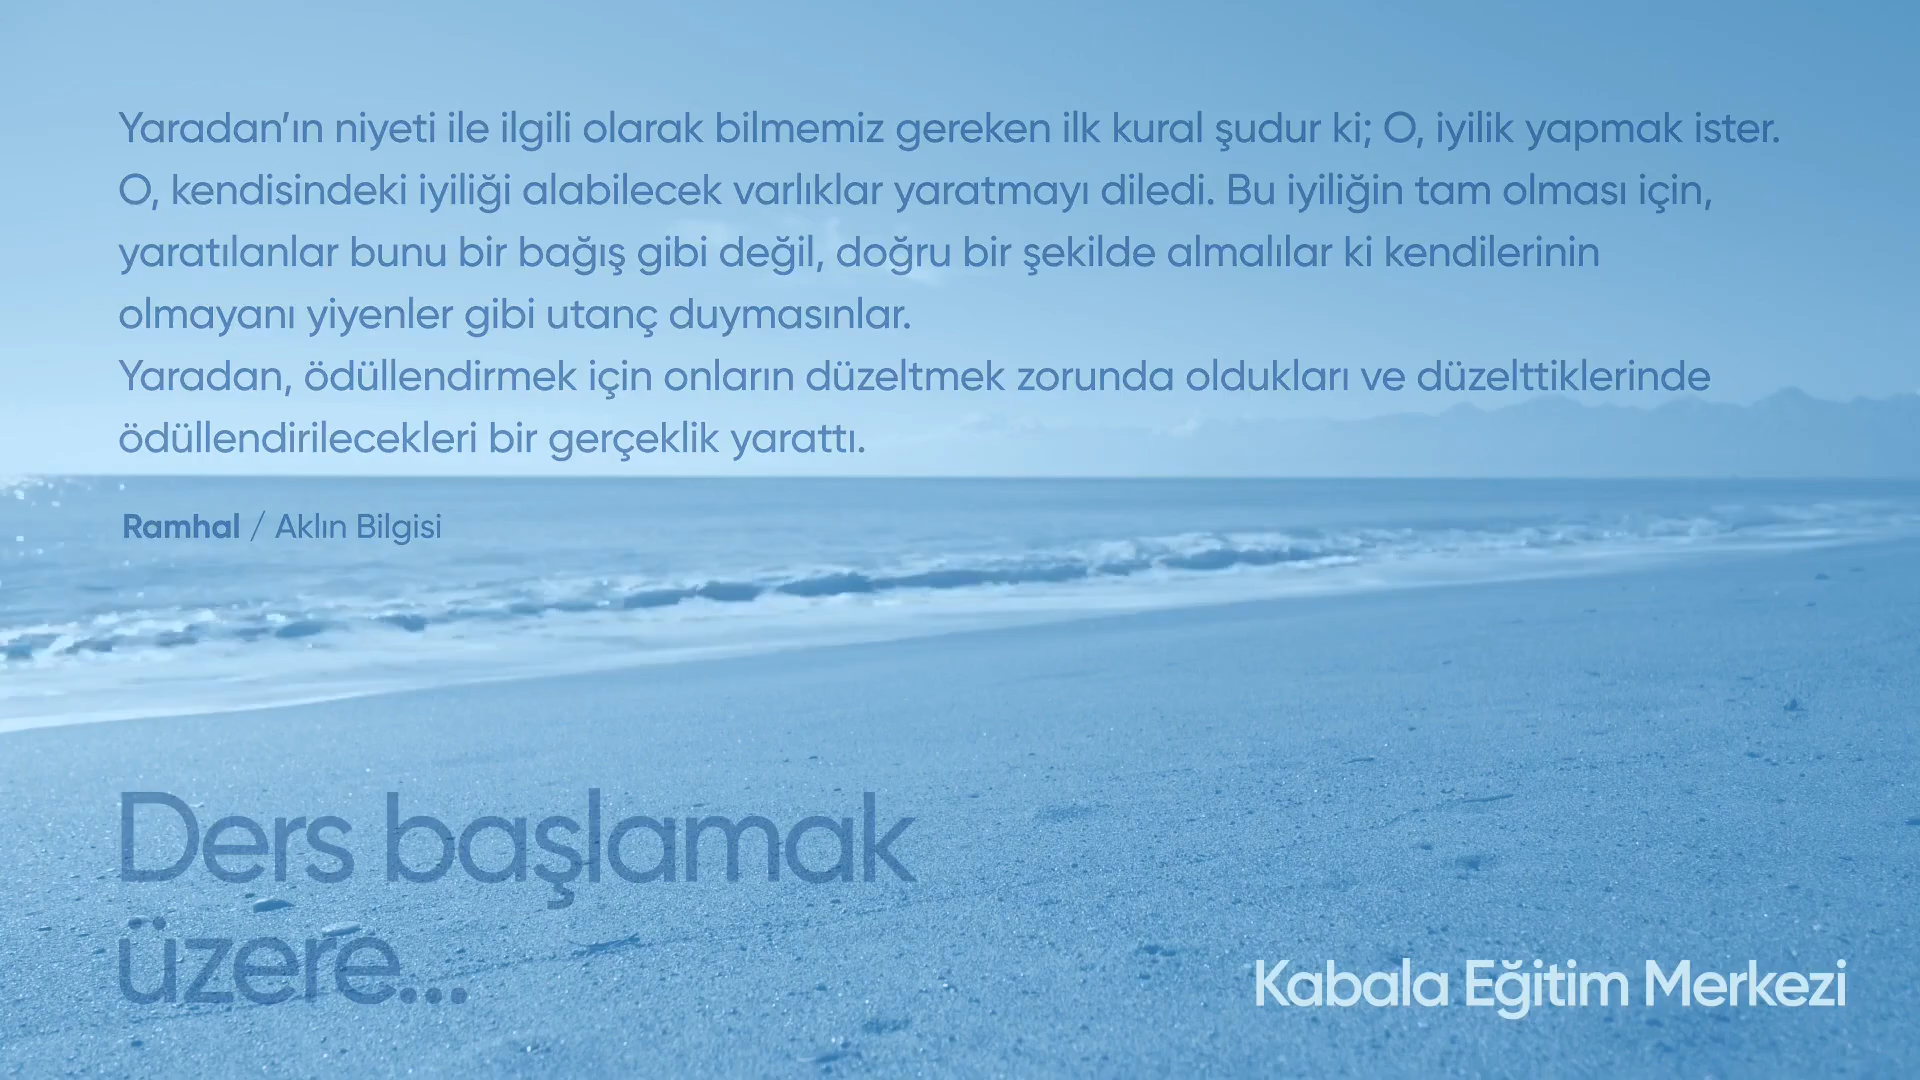 Yaradan’ın niyeti ile ilgili olarak bilmemiz gereken ilk kural şudur ki; O, iyilik yapmak ister.
O, kendisindeki iyiliği alabilecek varlıklar yaratmayı diledi. Bu iyiliğin tam olması için,
yaratılanlar bunu bir bağış gibi değil, doğru bir şekilde almalılar ki kendilerinin
olmayanı yiyenler gibi utanç duymasınlar.
Yaradan, ödüllendirmek için onların düzeltmek zorunda oldukları ve düzelttiklerinde
ödüllendirilecekleri bir gerçeklik yarattı.
Ramhal / Aklın Bilgisi
Ders başlamak
üzere...
Kabala Eğitim Merkezi